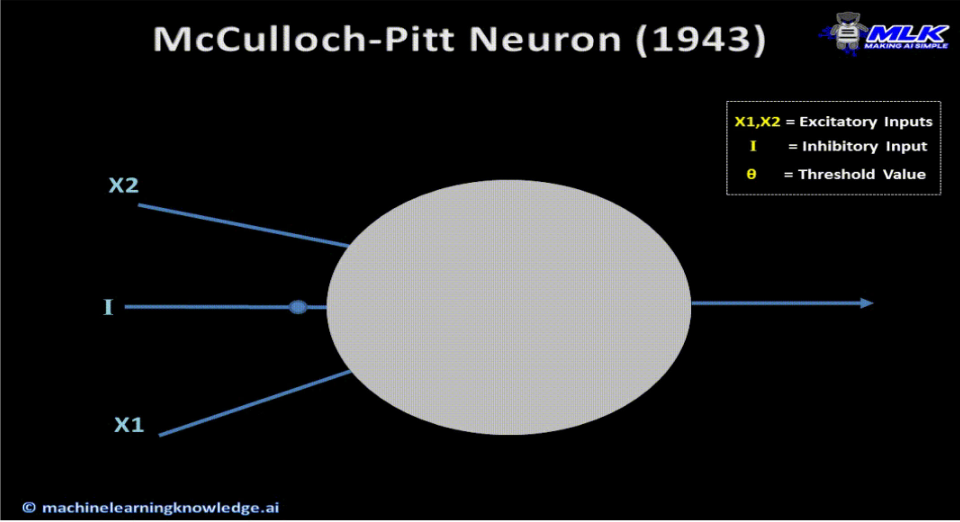 McCulloch-Pitt Neuron (1943)
MLK
MAKING AI SIMPLE
X1,X2 = Excitatory Inputs
I = Inhibitory Input
θ = Threshold Value
X2
I
X1
© machinelearningknowledge.ai